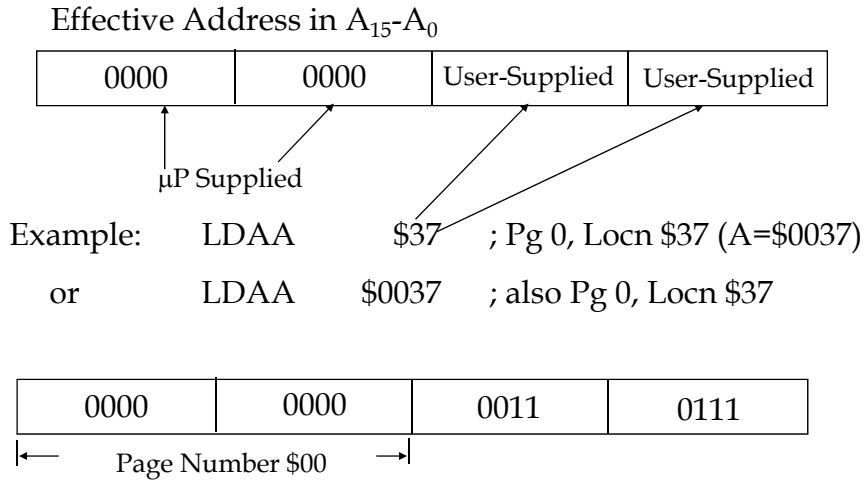 Effective Address in A₁₅-A₀
0000 0000 User-Supplied User-Supplied
μP Supplied
Example: LDAA $37 ; Pg 0, Locn $37 (A=$0037)
or LDAA $0037 ; also Pg 0, Locn $37
0000 0000 0011 0111
Page Number $00